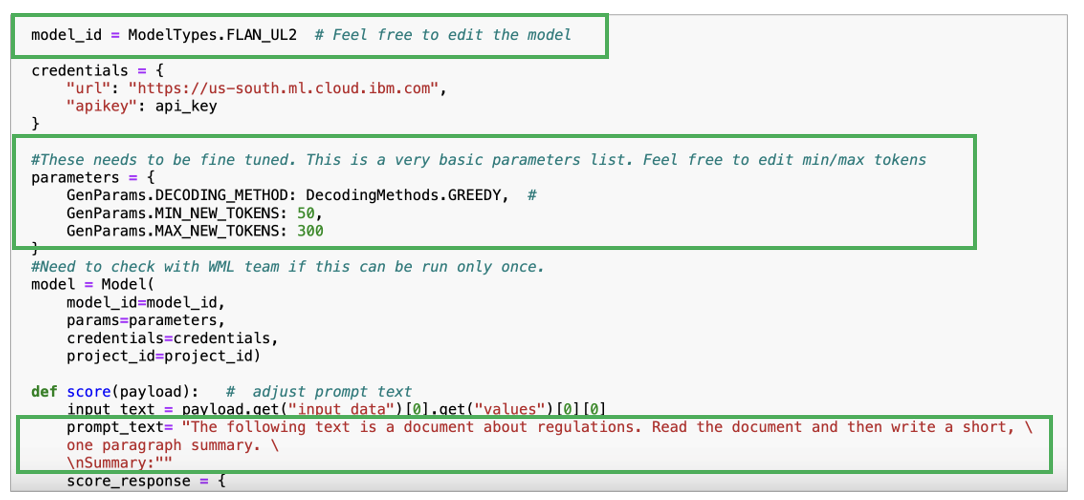 model_id = ModelTypes.FLAN_UL2  # Feel free to edit the model
credentials = {
    "url": "https://us-south.ml.cloud.ibm.com",
    "apikey": api_key
}
#These needs to be fine tuned. This is a very basic parameters list. Feel free to edit min/max tokens
parameters = {
    GenParams.DECODING_METHOD: DecodingMethods.GREEDY,  #
    GenParams.MIN_NEW_TOKENS: 50,
    GenParams.MAX_NEW_TOKENS: 300
}
#Need to check with WML team if this can be run only once.
model = Model(
    model_id=model_id,
    params=parameters,
    credentials=credentials,
    project_id=project_id)
def score(payload):   #  adjust prompt text
    input_text = payload.get("input_data")[0].get("values")[0][0]
    prompt_text= "The following text is a document about regulations. Read the document and then write a short, \
    one paragraph summary. \
    \nSummary:""
    score_response = {